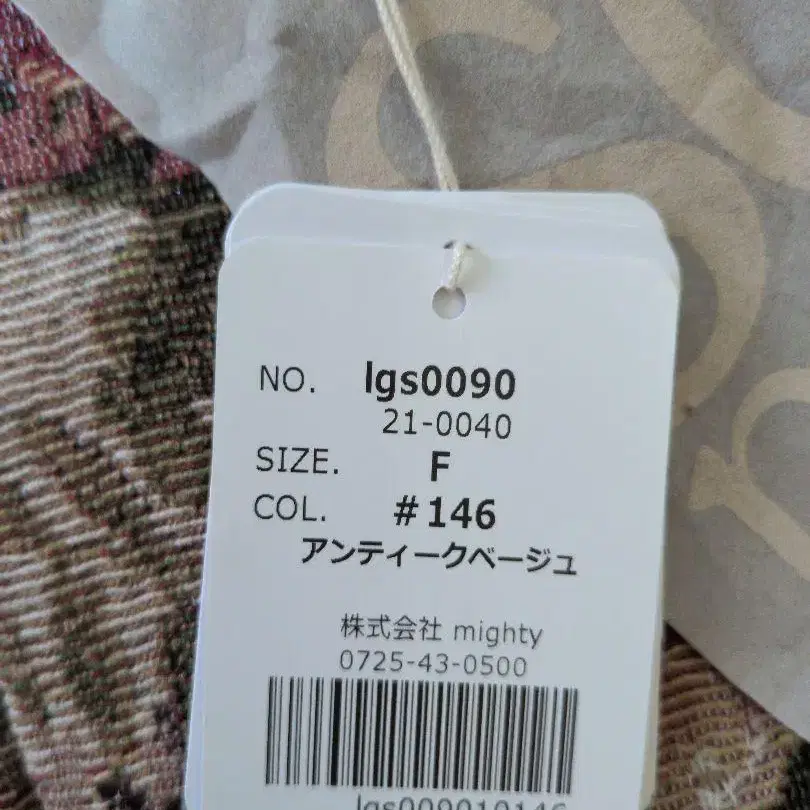 NO. lgs0090
21-0040
SIZE. F
COL. #146
アンティークベージュ
株式会社 mighty
0725-43-0500
lgs009010146